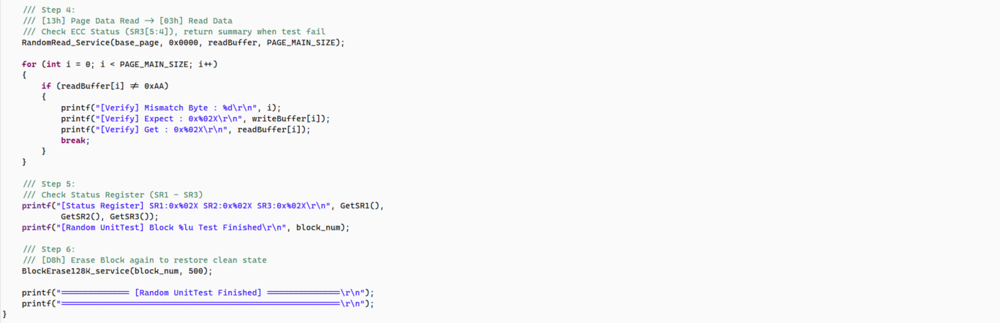 /// Step 4:
/// [13h] Page Data Read -> [03h] Read Data
/// Check ECC Status (SR3[5:4]), return summary when test fail
RandomRead_Service(base_page, 0x0000, readBuffer, PAGE_MAIN_SIZE);
for (int i = 0; i < PAGE_MAIN_SIZE; i++)
{
if (readBuffer[i] != 0xAA)
{
printf("[Verify] Mismatch Byte : %d\r\n", i);
printf("[Verify] Expect : 0x%02X\r\n", writeBuffer[i]);
printf("[Verify] Get : 0x%02X\r\n", readBuffer[i]);
break;
}
}
/// Step 5:
/// Check Status Register (SR1 - SR3)
printf("[Status Register] SR1:0x%02X SR2:0x%02X SR3:0x%02X\r\n", GetSR1(),
GetSR2(), GetSR3());
printf("[Random UnitTest] Block %lu Test Finished\r\n", block_num);
/// Step 6:
/// [D8h] Erase Block again to restore clean state
BlockErase128K_service(block_num, 500);
printf("============== [Random UnitTest Finished] ===============\r\n");
printf("=========================================================\r\n");
}